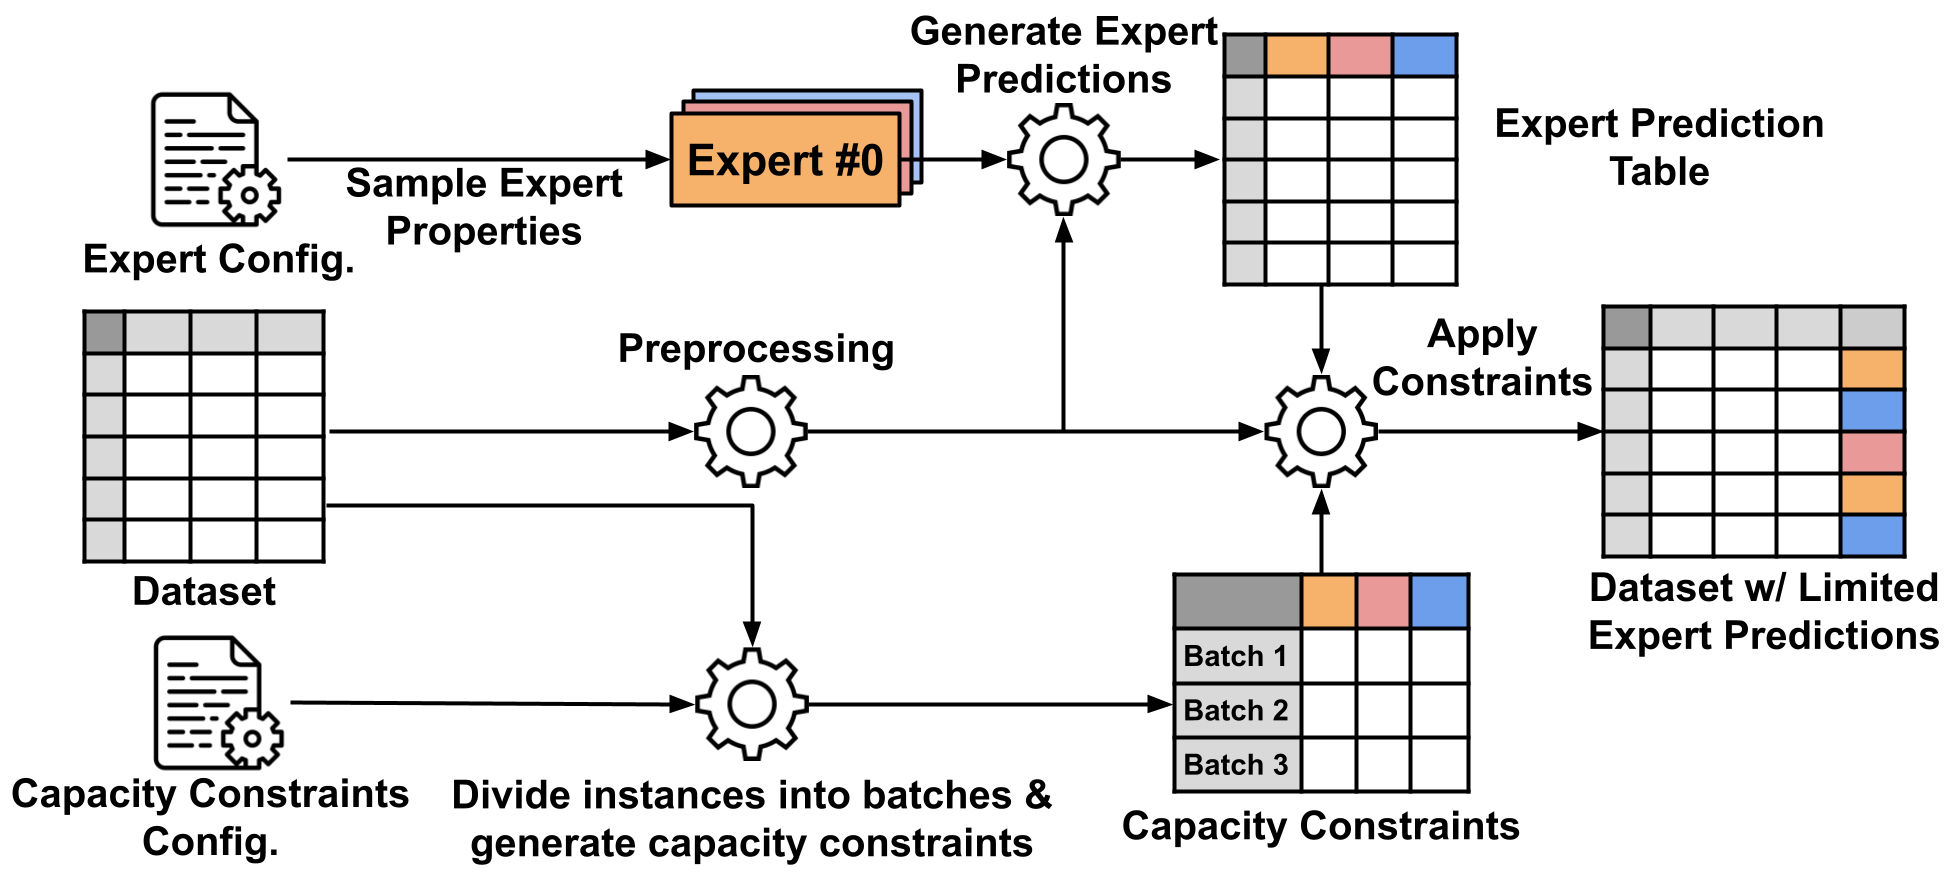 Generate Expert
Predictions
Expert #0
Expert Prediction
Table
Sample Expert
Properties
Expert Config.
Preprocessing
Apply
Constraints
Dataset
Dataset w/ Limited
Expert Predictions
Batch 1
Batch 2
Batch 3
Capacity Constraints
Config.
Divide instances into batches &
generate capacity constraints
Capacity Constraints